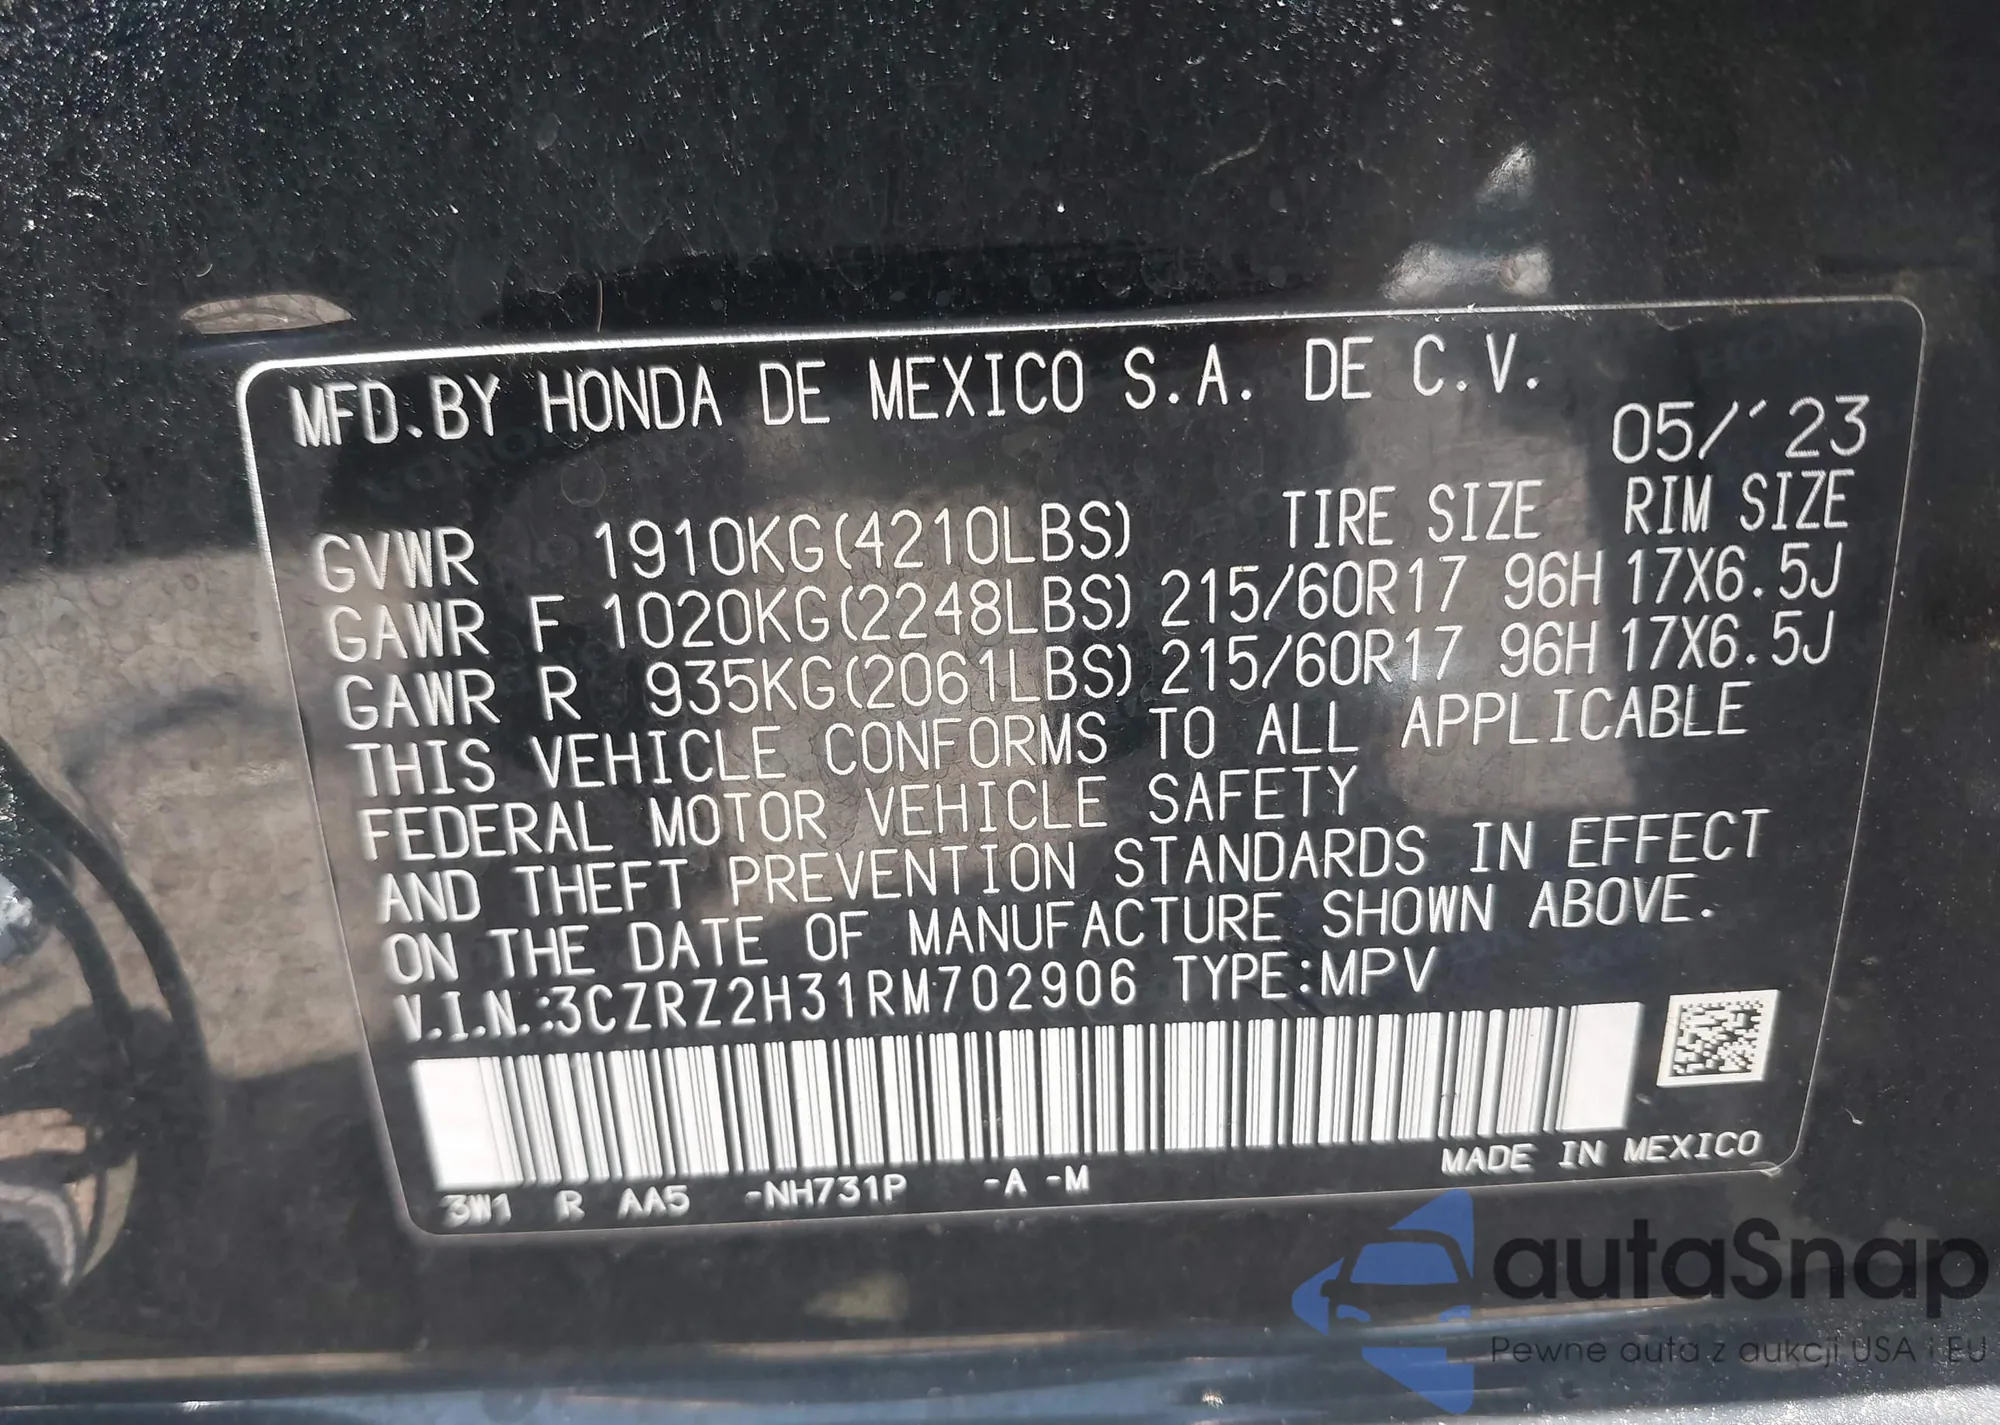 MFD.BY HONDA DE MEXICO S.A. DE C.V.
05/'23
GVWR 1910KG(4210LBS) TIRE SIZE RIM SIZE
GAWR F 1020KG(2248LBS) 215/60R17 96H 17X6.5J
GAWR R 935KG(2061LBS) 215/60R17 96H 17X6.5J
THIS VEHICLE CONFORMS TO ALL APPLICABLE
FEDERAL MOTOR VEHICLE SAFETY
AND THEFT PREVENTION STANDARDS IN EFFECT
ON THE DATE OF MANUFACTURE SHOWN ABOVE.
V.I.N.:3CZRZ2H31RM702906 TYPE:MPV
MADE IN MEXICO
3W1 R AA5 -NH731P -A -M
autaSnap
Pewne auta z aukcji USA i EU